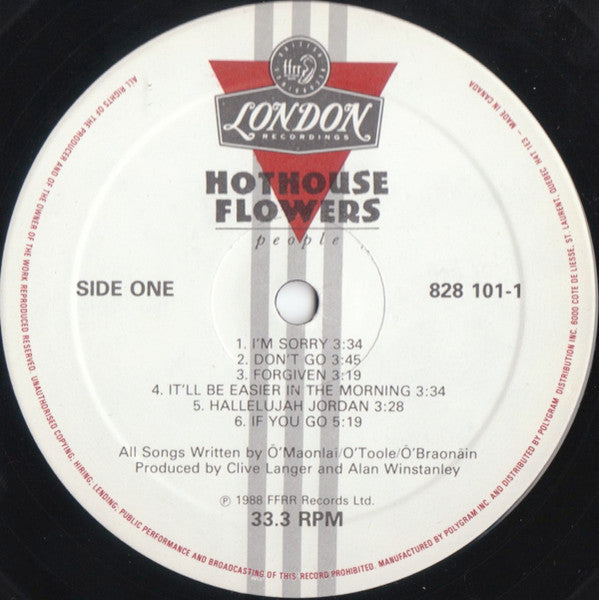 BRITISH
ffrr
LONDON
RECORDINGS
HOTHOUSE
FLOWERS
people
SIDE ONE
828 101-1
1. I'M SORRY 3:34
2. DON'T GO 3:45
3. FORGIVEN 3:19
4. IT'LL BE EASIER IN THE MORNING 3:34
5. HALLELUJAH JORDAN 3:28
6. IF YOU GO 5:19
All Songs Written by Ō'Maonlai/O'Toole/Ō'Braonáin
Produced by Clive Langer and Alan Winstanley
℗ 1988 FFRR Records Ltd.
33.3 RPM
ALL RIGHTS OF THE PRODUCER AND OF THE OWNER OF THE WORK REPRODUCED RESERVED. UNAUTHORISED COPYING, HIRING, LENDING, PUBLIC PERFORMANCE AND BROADCASTING OF THIS RECORD PROHIBITED. MANUFACTURED BY POLYGRAM INC. AND DISTRIBUTED BY POLYGRAM DISTRIBUTION INC. 6000 COTE DE LIESSE, ST. LAURENT, QUEBEC H4T 1E3 – MADE IN CANADA